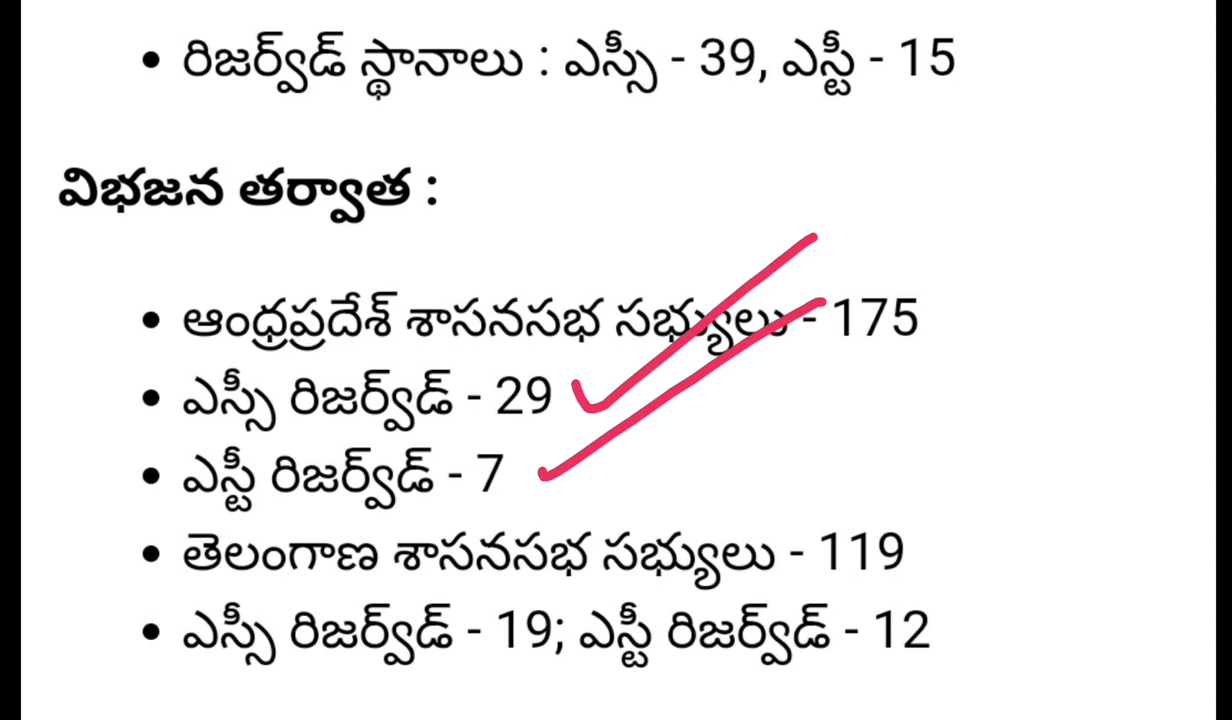 • రిజర్వ్‌డ్ స్థానాలు : ఎస్సీ - 39, ఎస్టీ - 15
విభజన తర్వాత :
• ఆంధ్రప్రదేశ్ శాసనసభ సభ్యులు - 175
• ఎస్సీ రిజర్వ్‌డ్ - 29
• ఎస్టీ రిజర్వ్‌డ్ - 7
• తెలంగాణ శాసనసభ సభ్యులు - 119
• ఎస్సీ రిజర్వ్‌డ్ - 19; ఎస్టీ రిజర్వ్‌డ్ - 12